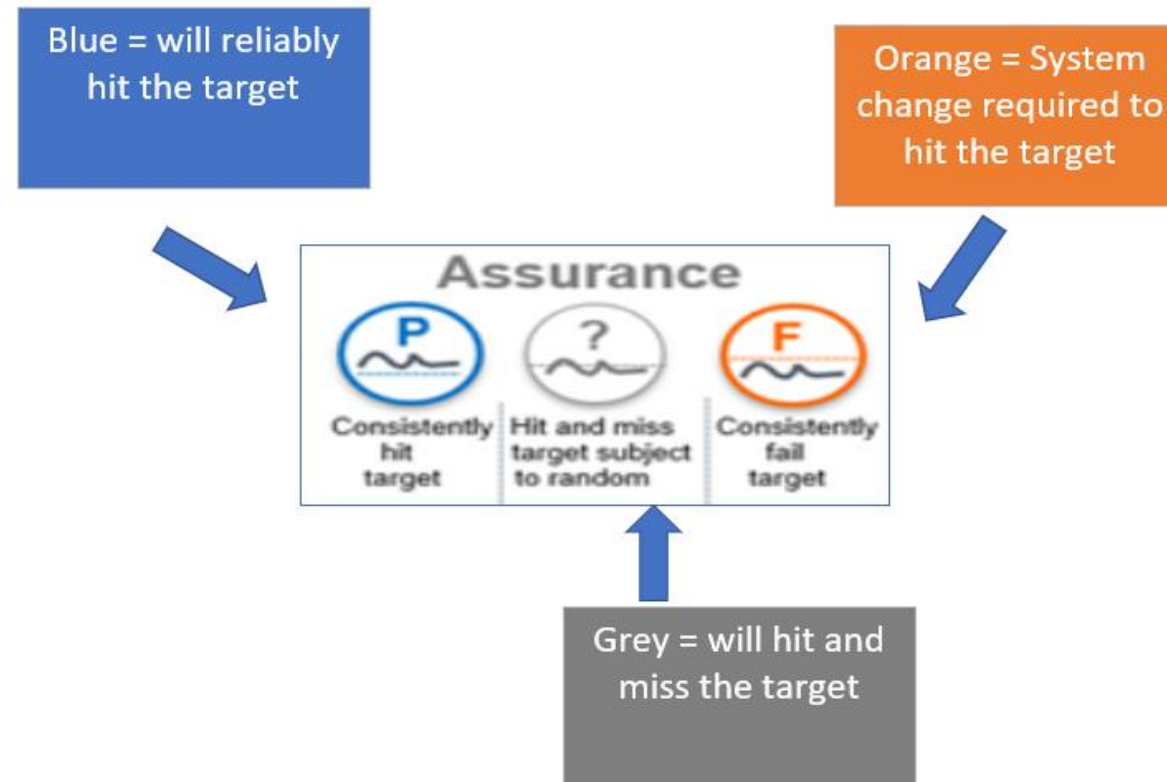 Blue = will reliably
hit the target
Orange = System
change required to
hit the target
Assurance
P
?
F
Consistently
hit
target
Hit and miss
target subject
to random
Consistently
fail
target
Grey = will hit and
miss the target